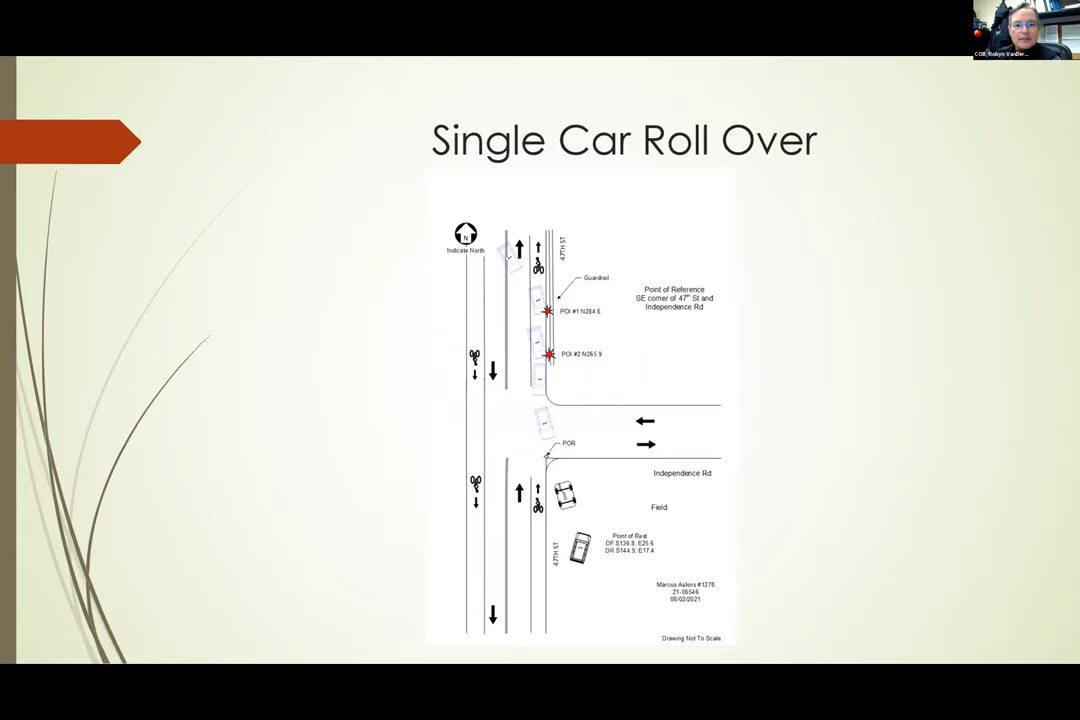 COB, Robyn VanDer...
Single Car Roll Over
N
Indicate North
47TH ST
Guardrail
Point of Reference
SE corner of 47th St and
Independence Rd
POI #1 N284.6
POI #2 N265.9
POR
Independence Rd
Field
Point of Rest
DF S136.8, E25.6
DR S144.9, E17.4
47TH ST
Marcus Askins #1278
21-06546
08/02/2021
Drawing Not To Scale